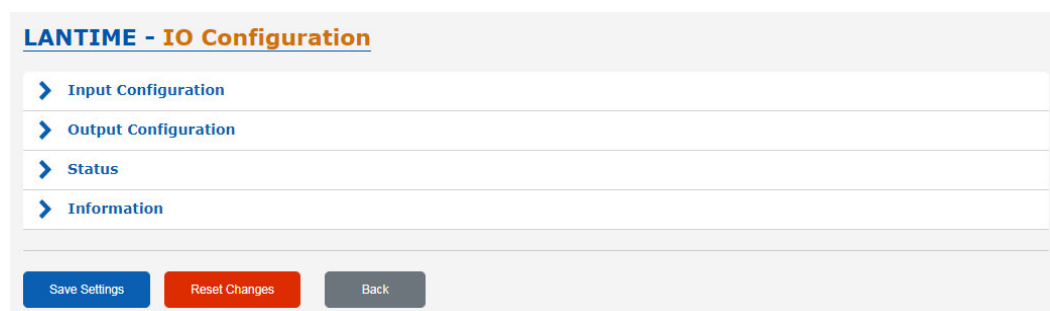 LANTIME - IO Configuration
Input Configuration
Output Configuration
Status
Information
Save Settings Reset Changes Back